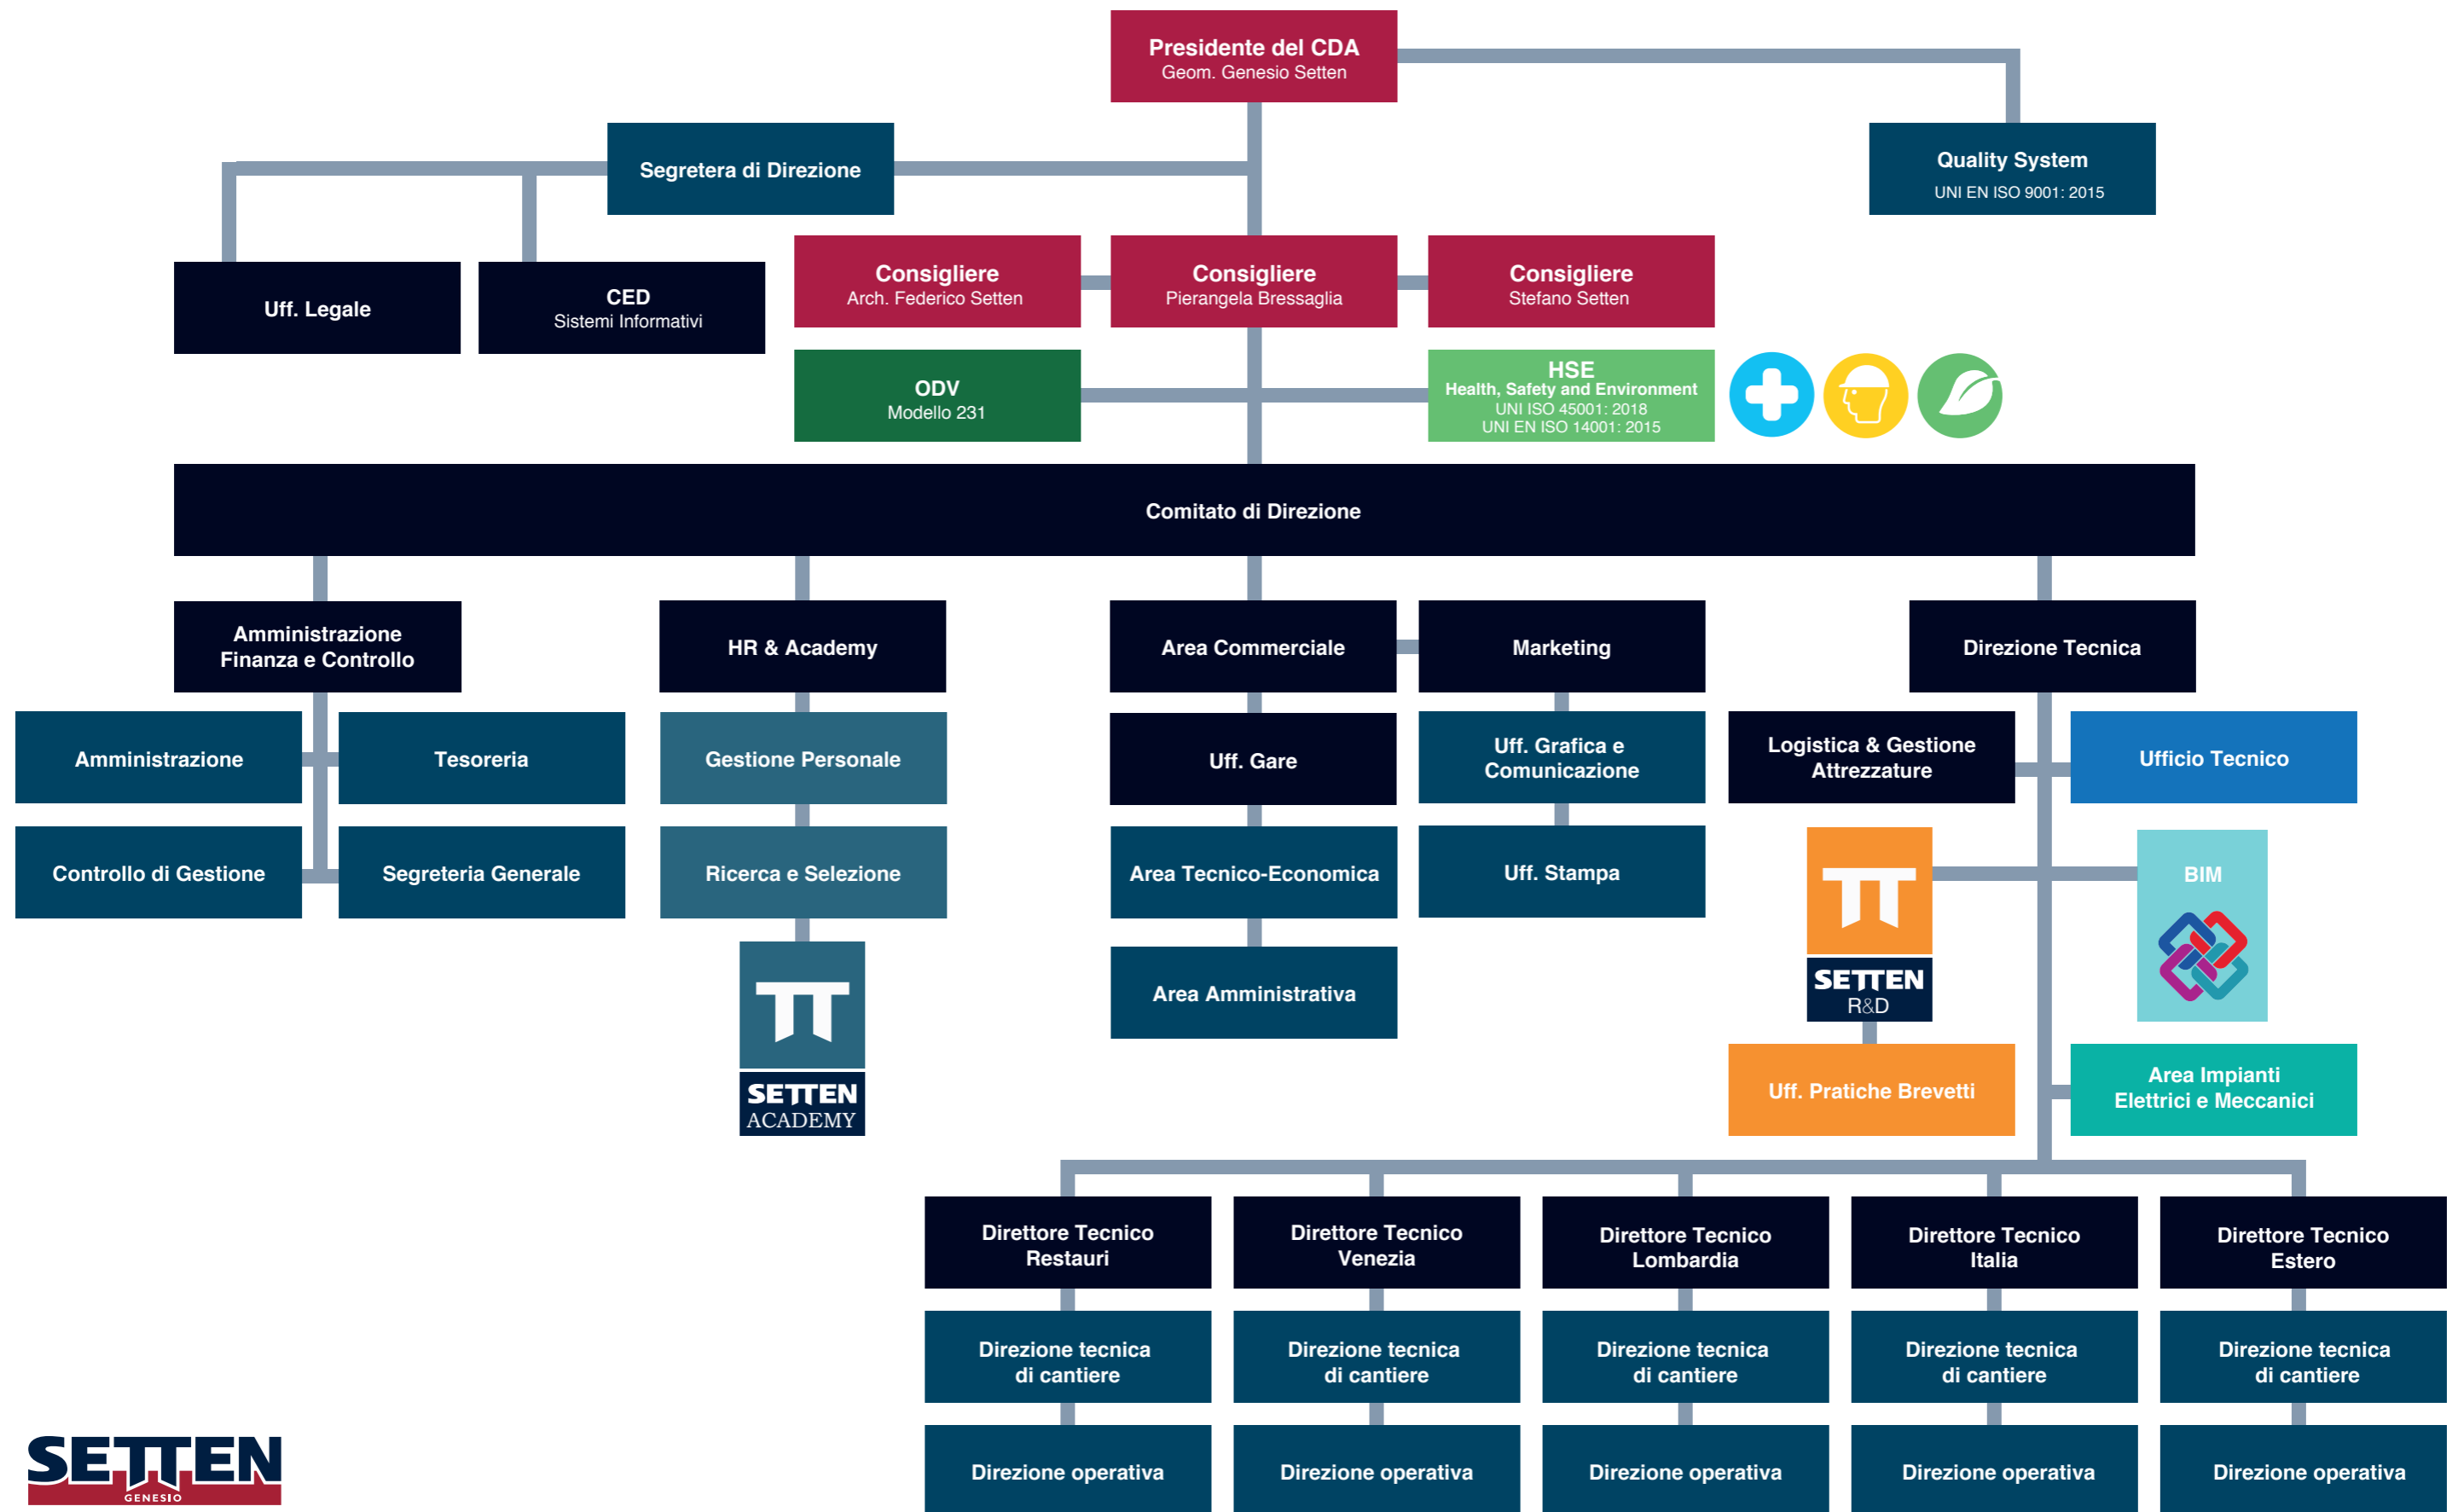 Presidente del CDA
Geom. Genesio Setten
Segretera di Direzione
Quality System
UNI EN ISO 9001: 2015
Uff. Legale
CED
Sistemi Informativi
Consigliere
Arch. Federico Setten
Consigliere
Pierangela Bressaglia
Consigliere
Stefano Setten
ODV
Modello 231
HSE
Health, Safety and Environment
UNI ISO 45001: 2018
UNI EN ISO 14001: 2015
Comitato di Direzione
Amministrazione
Finanza e Controllo
HR & Academy
Area Commerciale
Marketing
Direzione Tecnica
Amministrazione
Tesoreria
Gestione Personale
Uff. Gare
Uff. Grafica e
Comunicazione
Logistica & Gestione
Attrezzature
Ufficio Tecnico
Controllo di Gestione
Segreteria Generale
Ricerca e Selezione
Area Tecnico-Economica
Uff. Stampa
SETTEN
R&D
BIM
SETTEN
ACADEMY
Area Amministrativa
Uff. Pratiche Brevetti
Area Impianti
Elettrici e Meccanici
Direttore Tecnico
Restauri
Direttore Tecnico
Venezia
Direttore Tecnico
Lombardia
Direttore Tecnico
Italia
Direttore Tecnico
Estero
Direzione tecnica
di cantiere
Direzione tecnica
di cantiere
Direzione tecnica
di cantiere
Direzione tecnica
di cantiere
Direzione tecnica
di cantiere
Direzione operativa
Direzione operativa
Direzione operativa
Direzione operativa
Direzione operativa
SETTEN
GENESIO